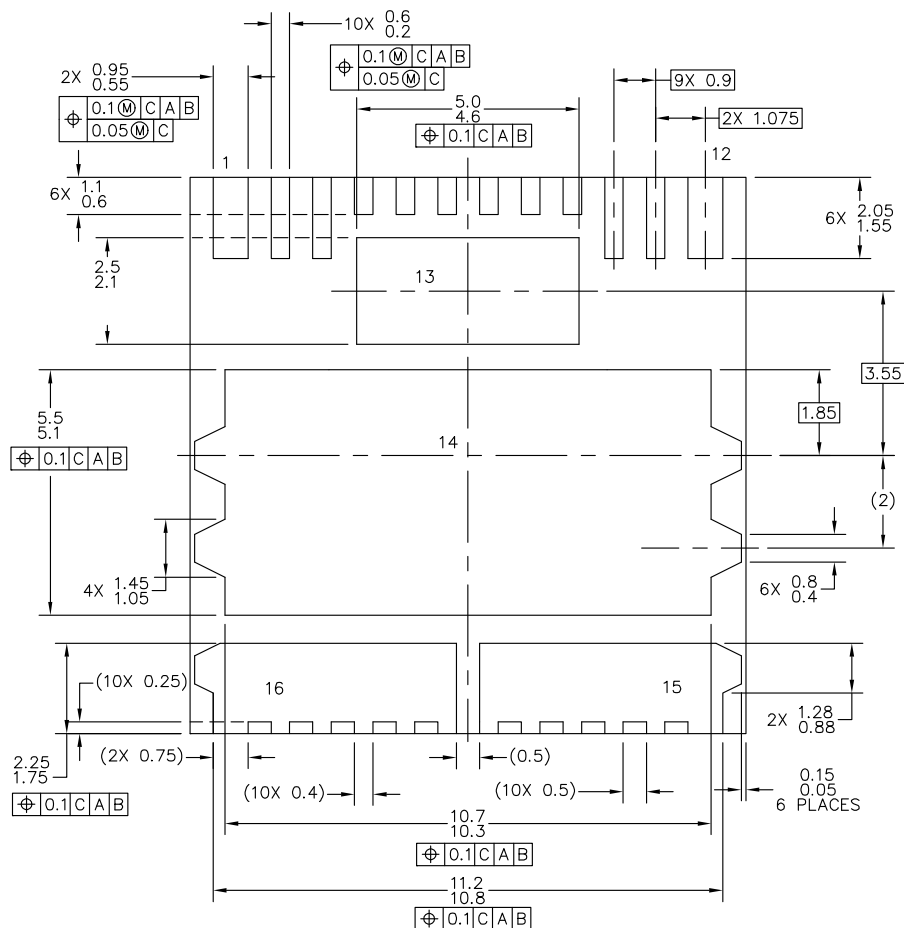 10X 0.6
0.2
⌖ 0.1 Ⓜ C A B
0.05 Ⓜ C
2X 0.95
0.55
⌖ 0.1 Ⓜ C A B
0.05 Ⓜ C
9X 0.9
5.0
4.6
⌖ 0.1 C A B
2X 1.075
1
12
6X 1.1
0.6
6X 2.05
1.55
2.5
2.1
13
3.55
1.85
5.5
5.1
⌖ 0.1 C A B
14
(2)
4X 1.45
1.05
6X 0.8
0.4
(10X 0.25)
16
15
2X 1.28
0.88
2.25
1.75
⌖ 0.1 C A B
(2X 0.75)
(0.5)
(10X 0.4)
(10X 0.5)
0.15
0.05
6 PLACES
10.7
10.3
⌖ 0.1 C A B
11.2
10.8
⌖ 0.1 C A B